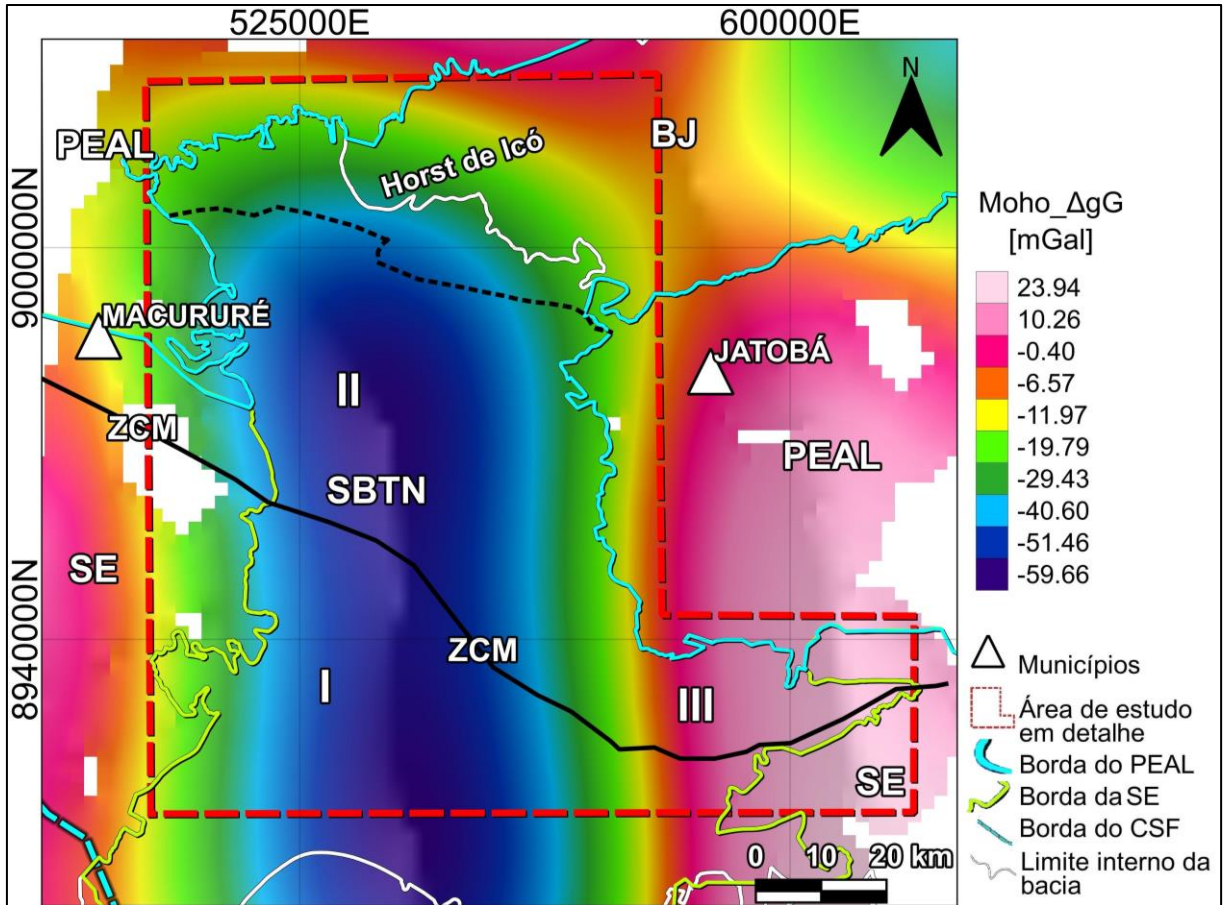 525000E
600000E
N
PEAL
BJ
Horst de Icó
9000000N
MACURURÉ
JATOBÁ
II
ZCM
PEAL
SBTN
SE
8940000N
ZCM
I
III
SE
0 10 20 km
Moho_ΔgG
[mGal]
23.94
10.26
-0.40
-6.57
-11.97
-19.79
-29.43
-40.60
-51.46
-59.66
Municípios
Área de estudo
em detalhe
Borda do PEAL
Borda da SE
Borda do CSF
Limite interno da
bacia